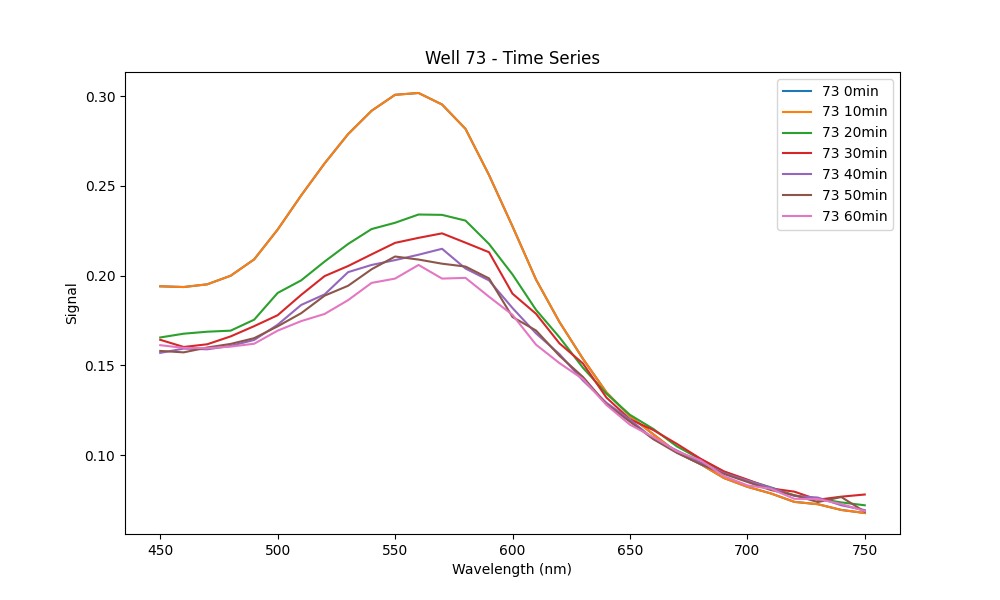 Well 73 - Time Series
73 0min
73 10min
73 20min
73 30min
73 40min
73 50min
73 60min
Signal
0.30
0.25
0.20
0.15
0.10
450 500 550 600 650 700 750
Wavelength (nm)